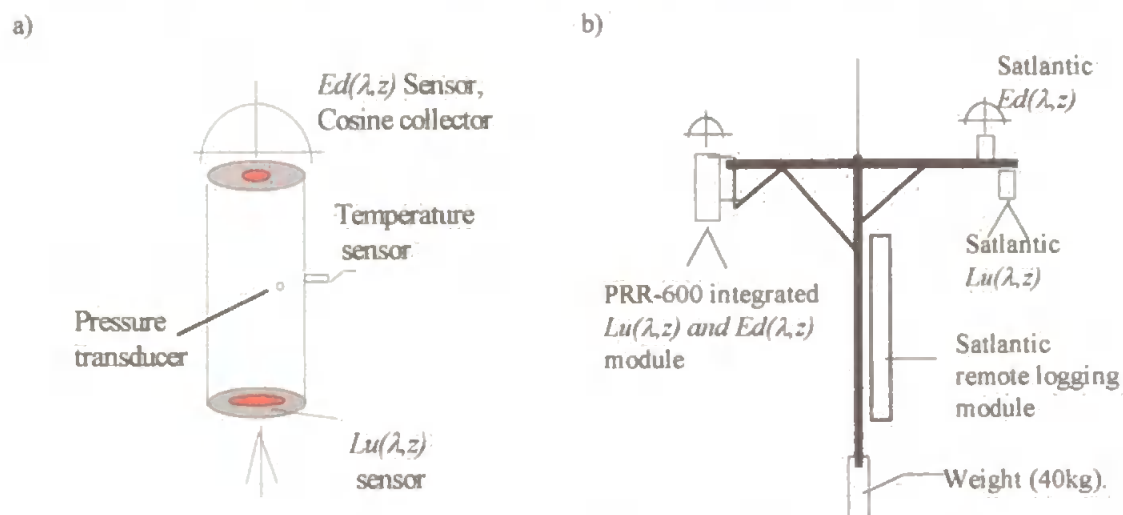 a)
Ed(λ,z) Sensor,
Cosine collector
Temperature
sensor
Pressure
transducer
Lu(λ,z)
sensor
b)
Satlantic
Ed(λ,z)
Satlantic
Lu(λ,z)
PRR-600 integrated
Lu(λ,z) and Ed(λ,z)
module
Satlantic
remote logging
module
Weight (40kg).